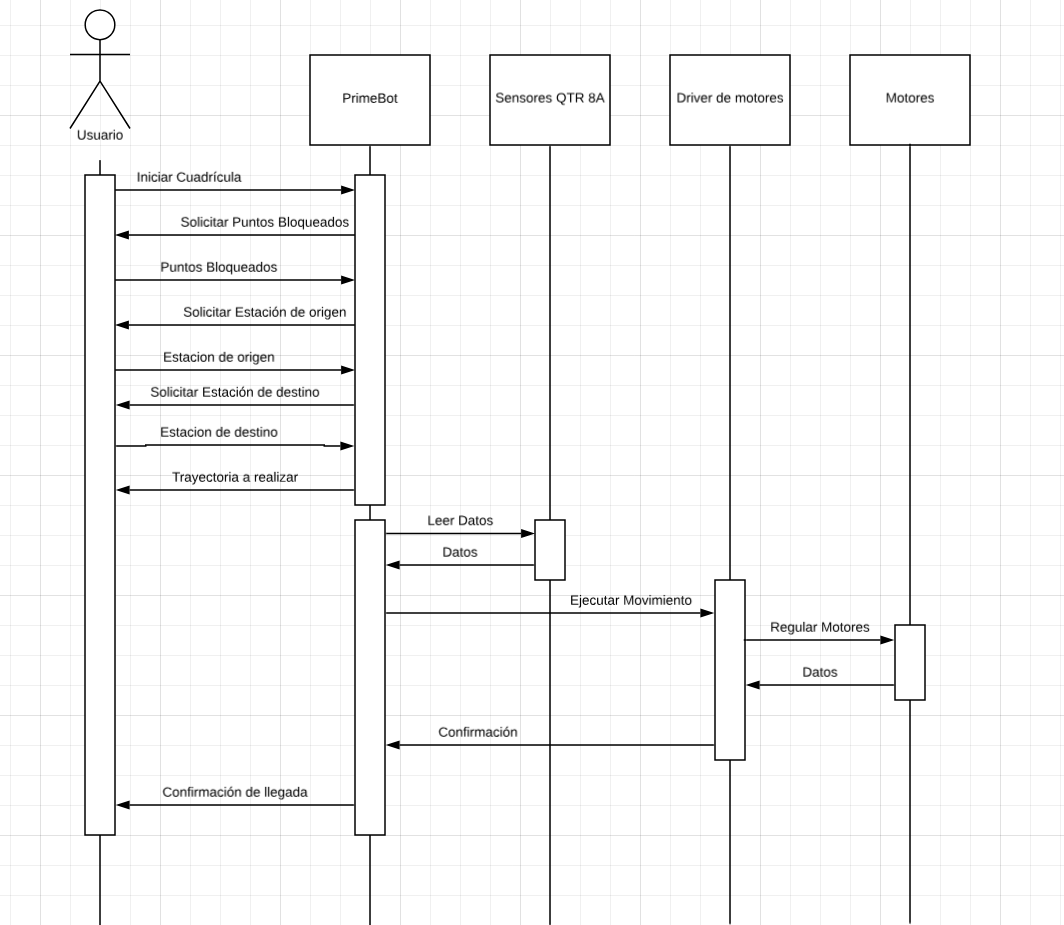 Usuario
PrimeBot
Sensores QTR 8A
Driver de motores
Motores
Iniciar Cuadrícula
Solicitar Puntos Bloqueados
Puntos Bloqueados
Solicitar Estación de origen
Estacion de origen
Solicitar Estación de destino
Estacion de destino
Trayectoria a realizar
Leer Datos
Datos
Ejecutar Movimiento
Regular Motores
Datos
Confirmación
Confirmación de llegada